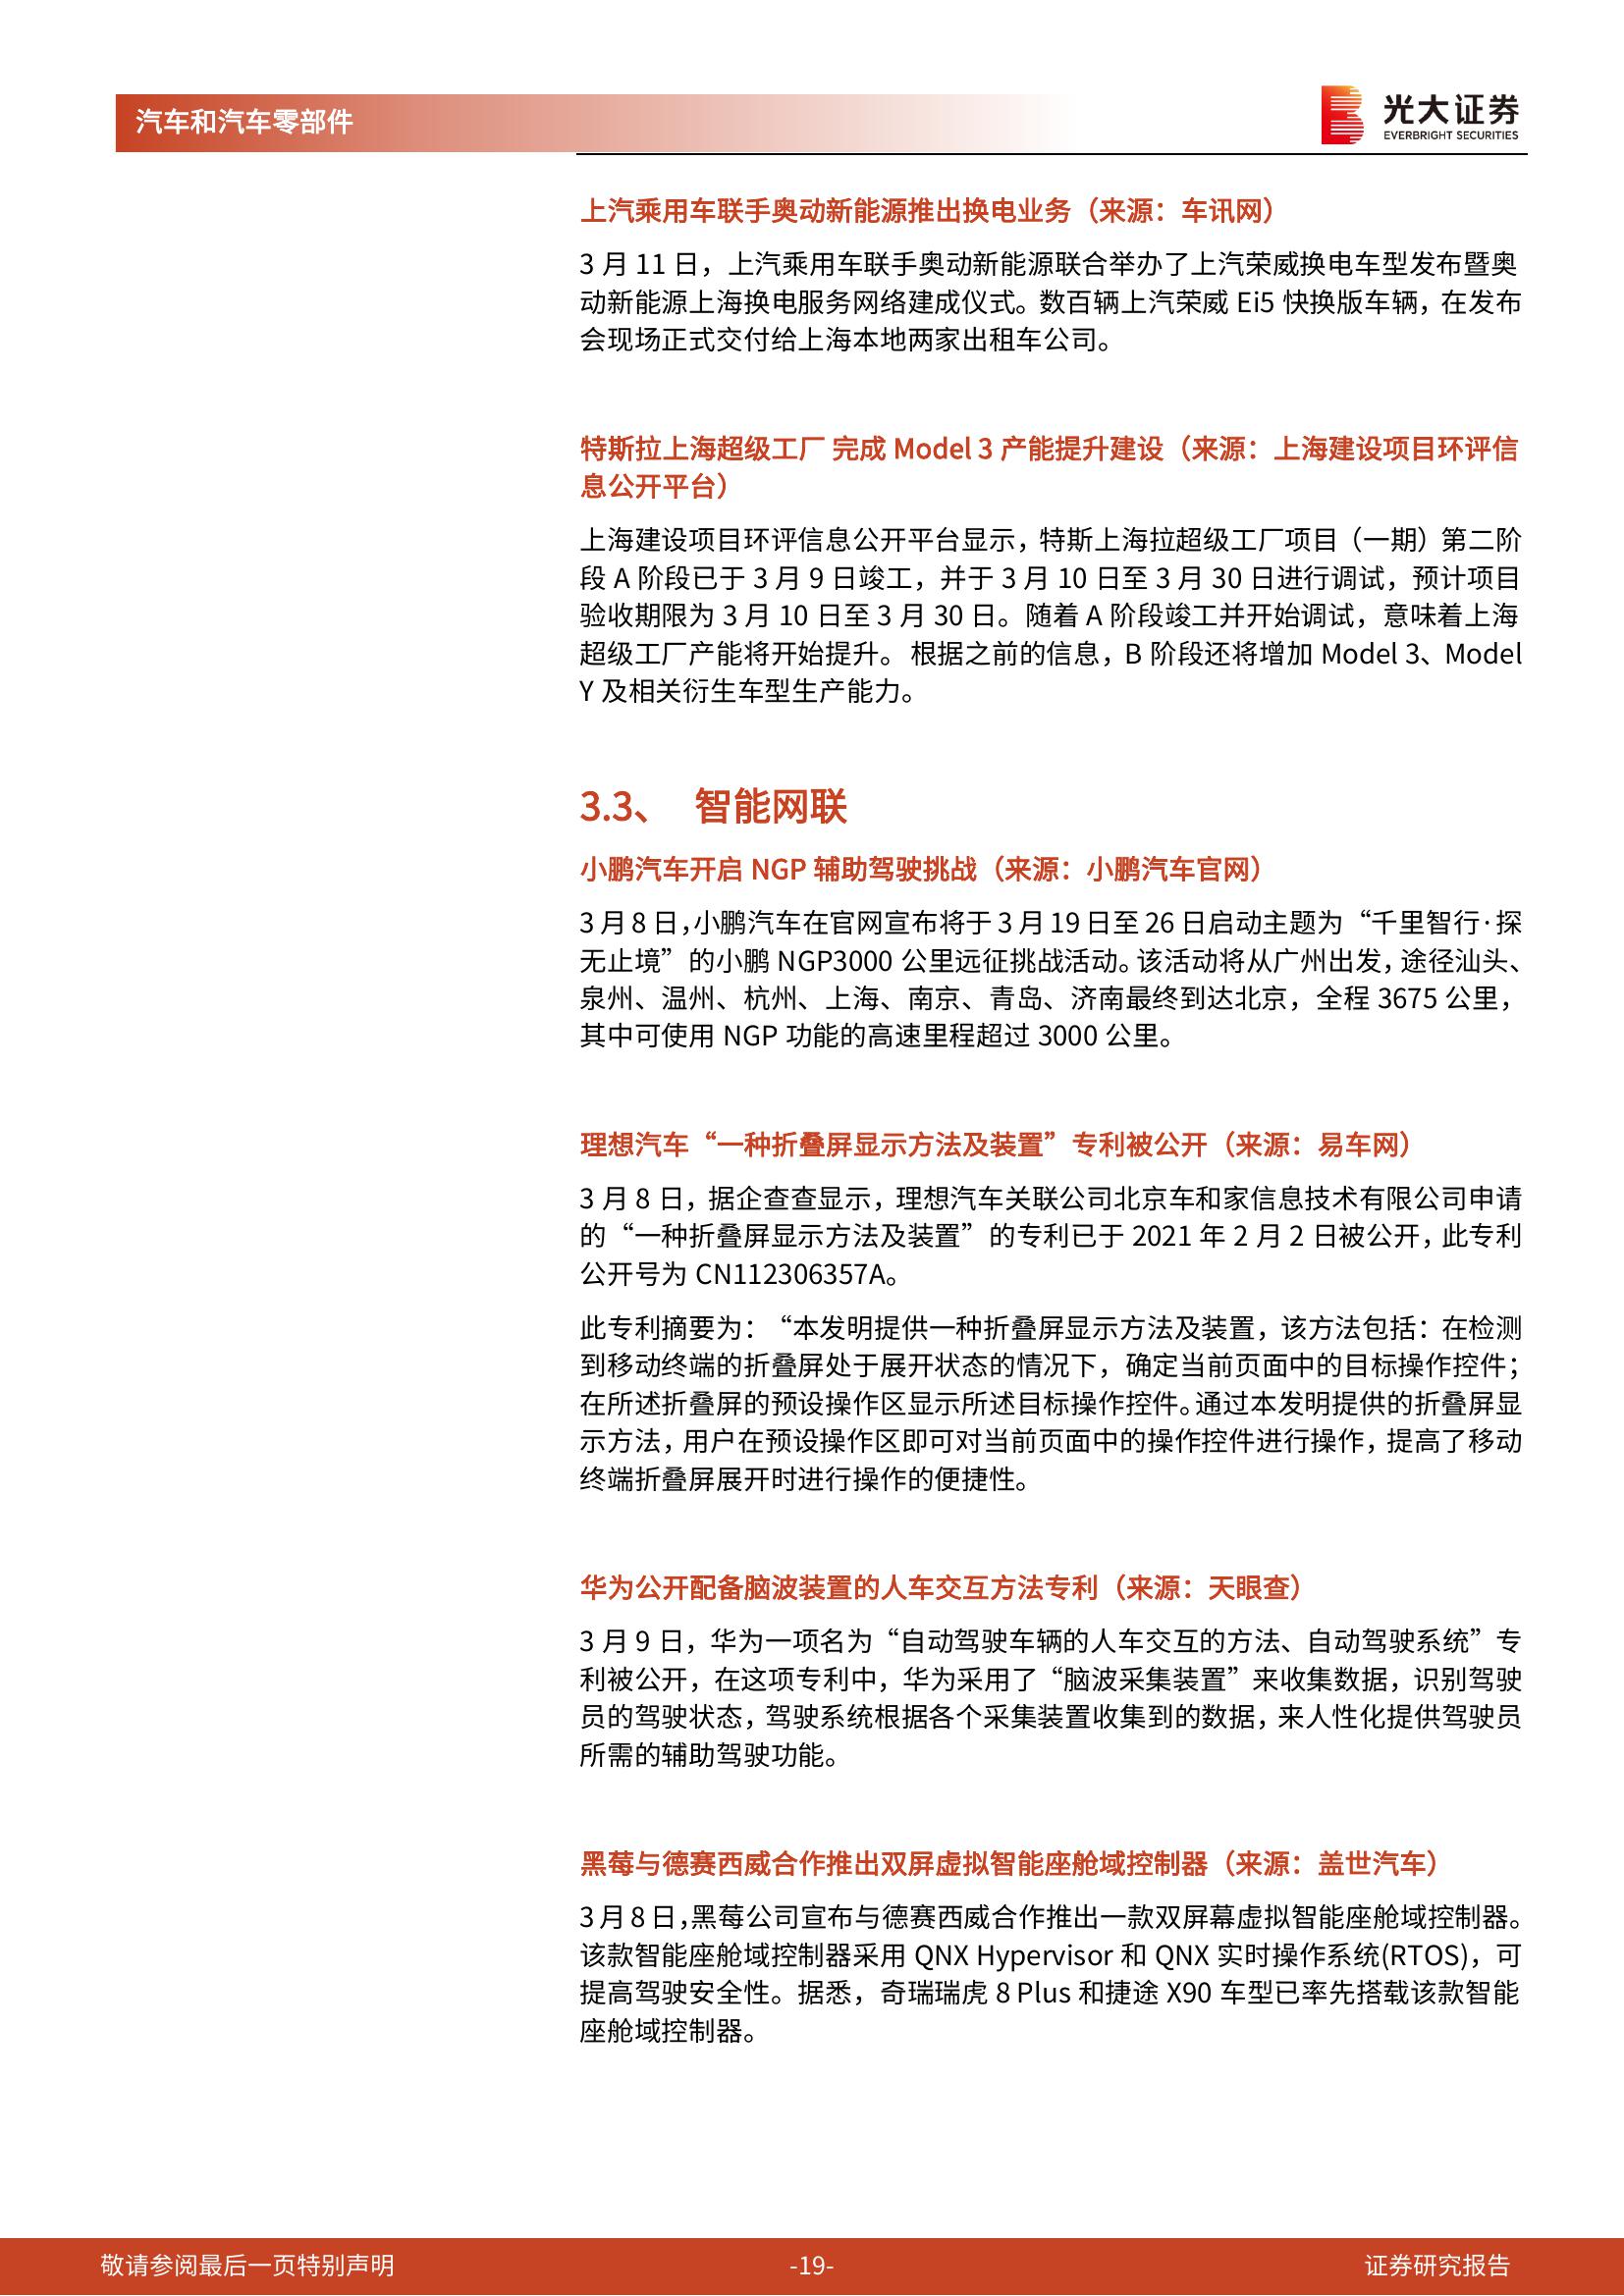 汽车和汽车零部件
光大证券
EVERBRIGHT SECURITIES
上汽乘用车联手奥动新能源推出换电业务（来源：车讯网）
3 月 11 日，上汽乘用车联手奥动新能源联合举办了上汽荣威换电车型发布暨奥
动新能源上海换电服务网络建成仪式。数百辆上汽荣威 Ei5 快换版车辆，在发布
会现场正式交付给上海本地两家出租车公司。
特斯拉上海超级工厂 完成 Model 3 产能提升建设（来源：上海建设项目环评信
息公开平台）
上海建设项目环评信息公开平台显示，特斯上海拉超级工厂项目（一期）第二阶
段 A 阶段已于 3 月 9 日竣工，并于 3 月 10 日至 3 月 30 日进行调试，预计项目
验收期限为 3 月 10 日至 3 月 30 日。随着 A 阶段竣工并开始调试，意味着上海
超级工厂产能将开始提升。 根据之前的信息，B 阶段还将增加 Model 3、Model
Y 及相关衍生车型生产能力。
3.3、 智能网联
小鹏汽车开启 NGP 辅助驾驶挑战（来源：小鹏汽车官网）
3 月 8 日，小鹏汽车在官网宣布将于 3 月 19 日至 26 日启动主题为“千里智行·探
无止境”的小鹏 NGP3000 公里远征挑战活动。该活动将从广州出发，途径汕头、
泉州、温州、杭州、上海、南京、青岛、济南最终到达北京，全程 3675 公里，
其中可使用 NGP 功能的高速里程超过 3000 公里。
理想汽车“一种折叠屏显示方法及装置”专利被公开（来源：易车网）
3 月 8 日，据企查查显示，理想汽车关联公司北京车和家信息技术有限公司申请
的“一种折叠屏显示方法及装置”的专利已于 2021 年 2 月 2 日被公开，此专利
公开号为 CN112306357A。
此专利摘要为：“本发明提供一种折叠屏显示方法及装置，该方法包括：在检测
到移动终端的折叠屏处于展开状态的情况下，确定当前页面中的目标操作控件；
在所述折叠屏的预设操作区显示所述目标操作控件。通过本发明提供的折叠屏显
示方法，用户在预设操作区即可对当前页面中的操作控件进行操作，提高了移动
终端折叠屏展开时进行操作的便捷性。
华为公开配备脑波装置的人车交互方法专利（来源：天眼查）
3 月 9 日，华为一项名为“自动驾驶车辆的人车交互的方法、自动驾驶系统”专
利被公开，在这项专利中，华为采用了“脑波采集装置”来收集数据，识别驾驶
员的驾驶状态，驾驶系统根据各个采集装置收集到的数据，来人性化提供驾驶员
所需的辅助驾驶功能。
黑莓与德赛西威合作推出双屏虚拟智能座舱域控制器（来源：盖世汽车）
3 月 8 日，黑莓公司宣布与德赛西威合作推出一款双屏幕虚拟智能座舱域控制器。
该款智能座舱域控制器采用 QNX Hypervisor 和 QNX 实时操作系统(RTOS)，可
提高驾驶安全性。据悉，奇瑞瑞虎 8 Plus 和捷途 X90 车型已率先搭载该款智能
座舱域控制器。
敬请参阅最后一页特别声明
-19-
证券研究报告